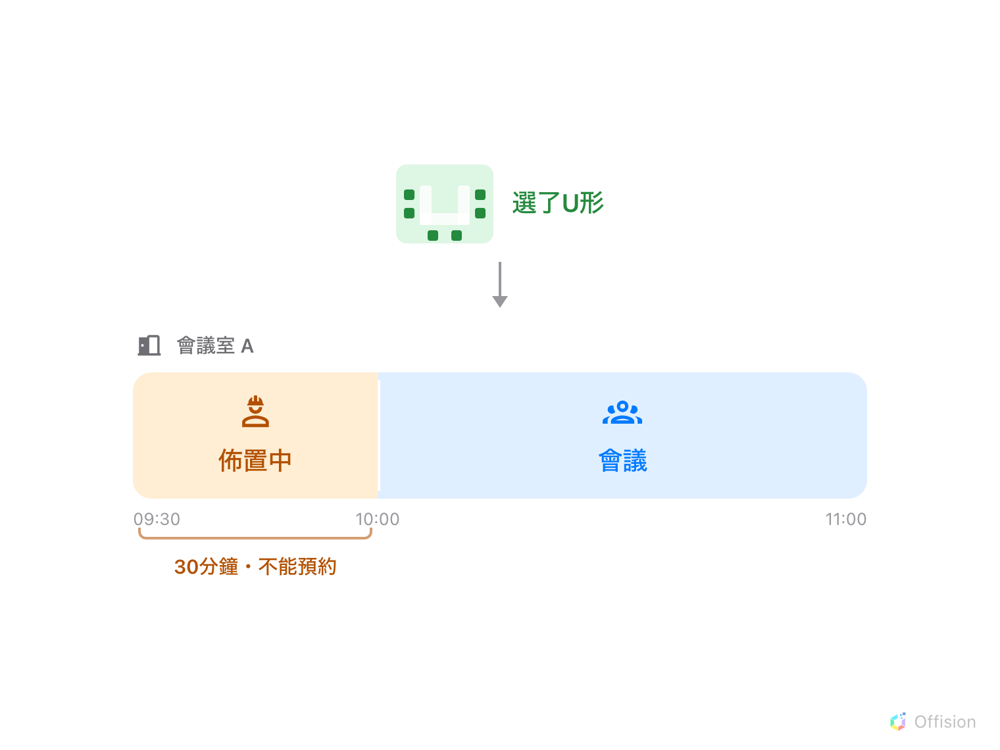 選了U形
會議室 A
佈置中
會議
09:30
10:00
11:00
30分鐘・不能預約
Offision